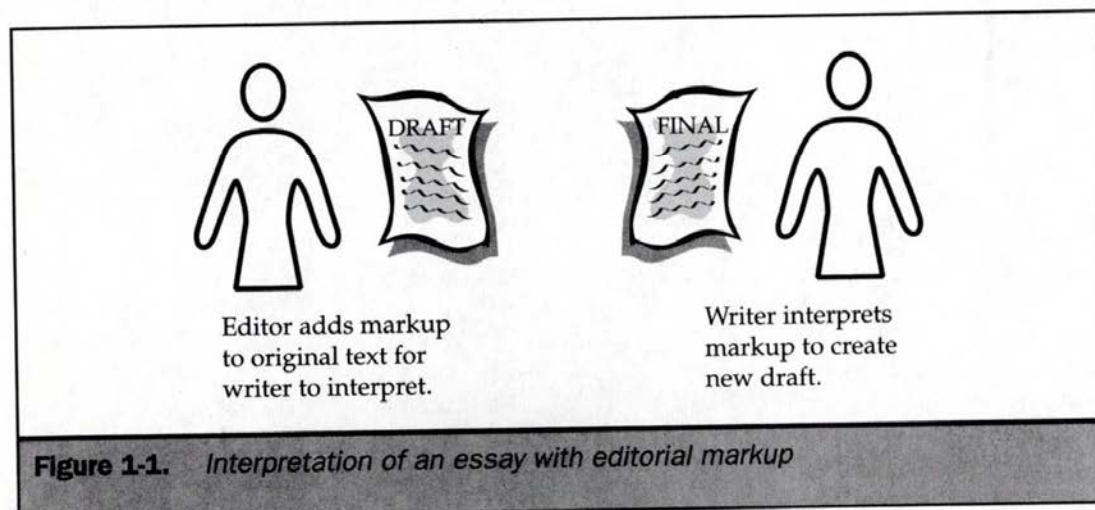 DRAFT
FINAL
Editor adds markup
to original text for
writer to interpret.
Writer interprets
markup to create
new draft.
Figure 1-1. Interpretation of an essay with editorial markup